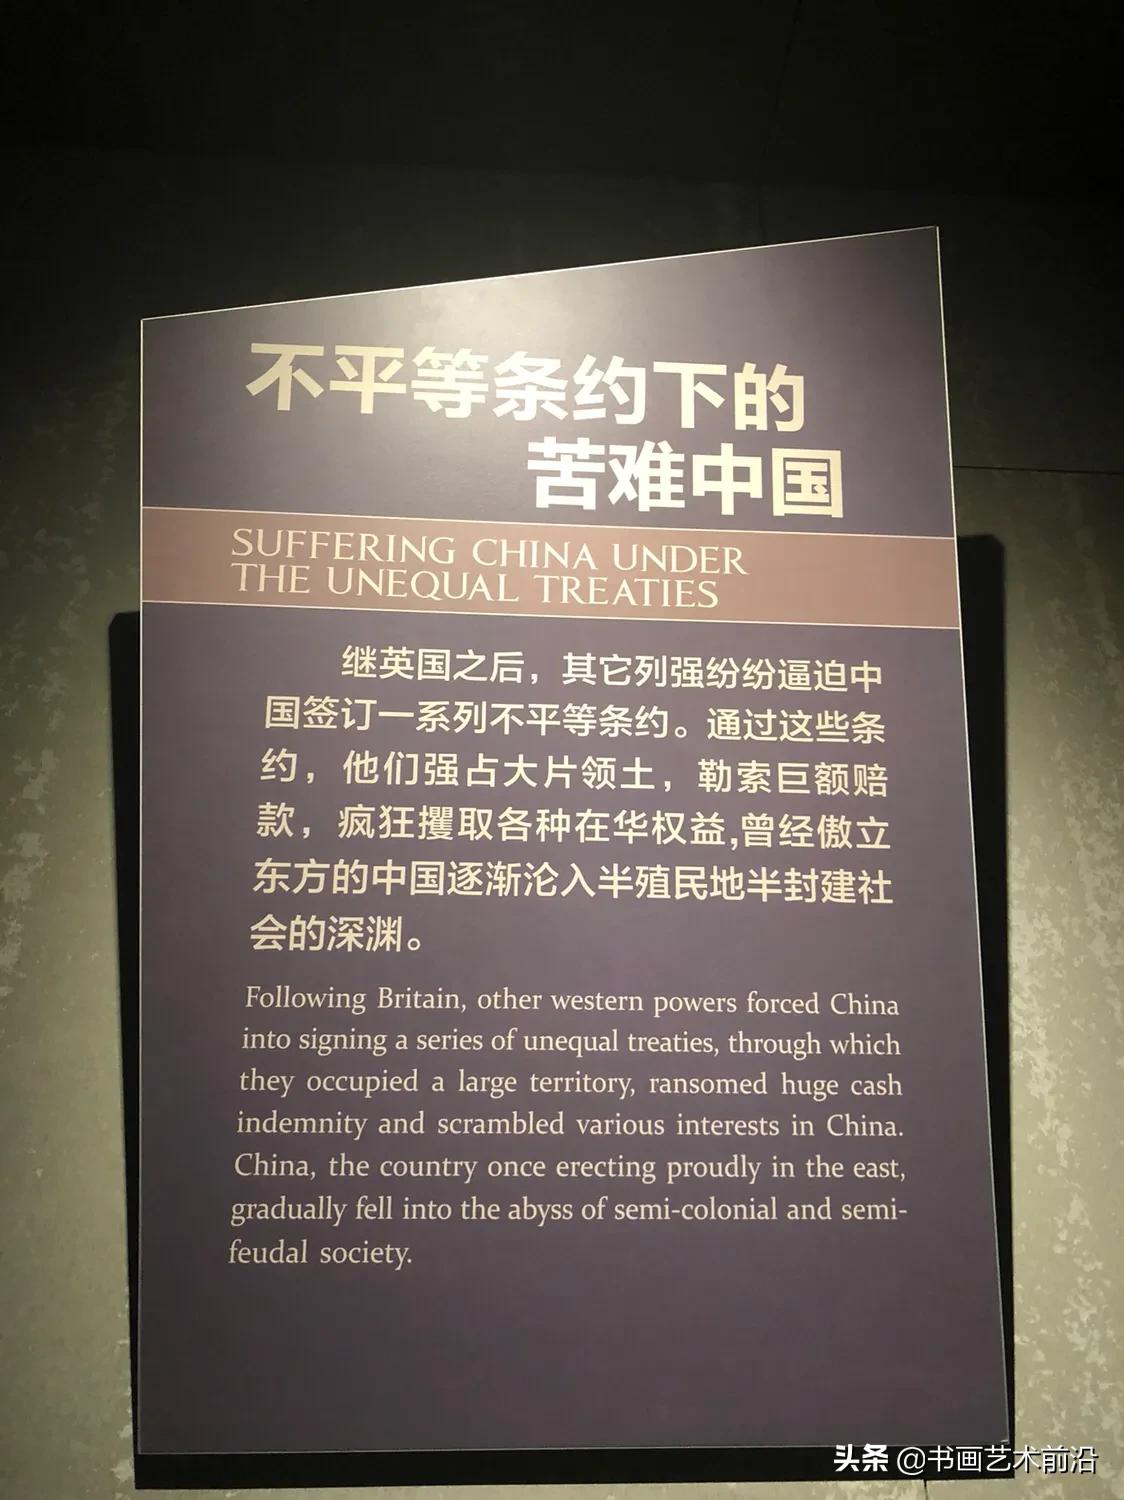 不平等条约下的
苦难中国
SUFFERING CHINA UNDER
THE UNEQUAL TREATIES
继英国之后，其它列强纷纷逼迫中
国签订一系列不平等条约。通过这些条
约，他们强占大片领土，勒索巨额赔
款，疯狂攫取各种在华权益,曾经傲立
东方的中国逐渐沦入半殖民地半封建社
会的深渊。
Following Britain, other western powers forced China
into signing a series of unequal treaties, through which
they occupied a large territory, ransomed huge cash
indemnity and scrambled various interests in China.
China, the country once erecting proudly in the east,
gradually fell into the abyss of semi-colonial and semi-
feudal society.
头条 @书画艺术前沿